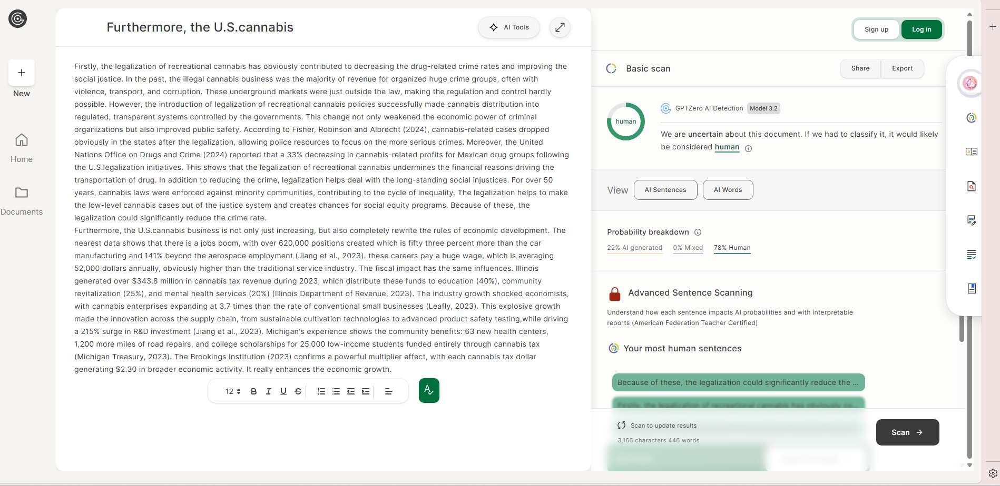 Furthermore, the U.S.cannabis
AI Tools
Sign up
Log in
New
Home
Documents
Firstly, the legalization of recreational cannabis has obviously contributed to decreasing the drug-related crime rates and improving the
social justice. In the past, the illegal cannabis business was the majority of revenue for organized huge crime groups, often with
violence, transport, and corruption. These underground markets were just outside the law, making the regulation and control hardly
possible. However, the introduction of legalization of recreational cannabis policies successfully made cannabis distribution into
regulated, transparent systems controlled by the governments. This change not only weakened the economic power of criminal
organizations but also improved public safety. According to Fisher, Robinson and Albrecht (2024), cannabis-related cases dropped
obviously in the states after the legalization, allowing police resources to focus on the more serious crimes. Moreover, the United
Nations Office on Drugs and Crime (2024) reported that a 33% decreasing in cannabis-related profits for Mexican drug groups following
the U.S.legalization initiatives. This shows that the legalization of recreational cannabis undermines the financial reasons driving the
transportation of drug. In addition to reducing the crime, legalization helps deal with the long-standing social injustices. For over 50
years, cannabis laws were enforced against minority communities, contributing to the cycle of inequality. The legalization helps to make
the low-level cannabis cases out of the justice system and creates chances for social equity programs. Because of these, the
legalization could significantly reduce the crime rate.
Furthermore, the U.S.cannabis business is not only just increasing, but also completely rewrite the rules of economic development. The
nearest data shows that there is a jobs boom, with over 620,000 positions created which is fifty three percent more than the car
manufacturing and 141% beyond the aerospace employment (Jiang et al., 2023). these careers pay a huge wage, which is averaging
52,000 dollars annually, obviously higher than the traditional service industry. The fiscal impact has the same influences. Illinois
generated over $343.8 million in cannabis tax revenue during 2023, which distribute these funds to education (40%), community
revitalization (25%), and mental health services (20%) (Illinois Department of Revenue, 2023). The industry growth shocked economists,
with cannabis enterprises expanding at 3.7 times than the rate of conventional small businesses (Leafly, 2023). This explosive growth
made the innovation across the supply chain, from sustainable cultivation technologies to advanced product safety testing,while driving
a 215% surge in R&D investment (Jiang et al., 2023). Michigan's experience shows the community benefits: 63 new health centers,
1,200 more miles of road repairs, and college scholarships for 25,000 low-income students funded entirely through cannabis tax
(Michigan Treasury, 2023). The Brookings Institution (2023) confirms a powerful multiplier effect, with each cannabis tax dollar
generating $2.30 in broader economic activity. It really enhances the economic growth.
12 B I U S
Basic scan
Share
Export
human
GPTZero AI Detection Model 3.2
We are uncertain about this document. If we had to classify it, it would likely
be considered human
View
AI Sentences
AI Words
Probability breakdown
22% AI generated
0% Mixed
78% Human
Advanced Sentence Scanning
Understand how each sentence impacts AI probabilities and with interpretable
reports (American Federation Teacher Certified)
Your most human sentences
Because of these, the legalization could significantly reduce the ...
Firstly, the legalization of recreational cannabis has obviously co...
Scan to update results
3,166 characters 446 words
Scan